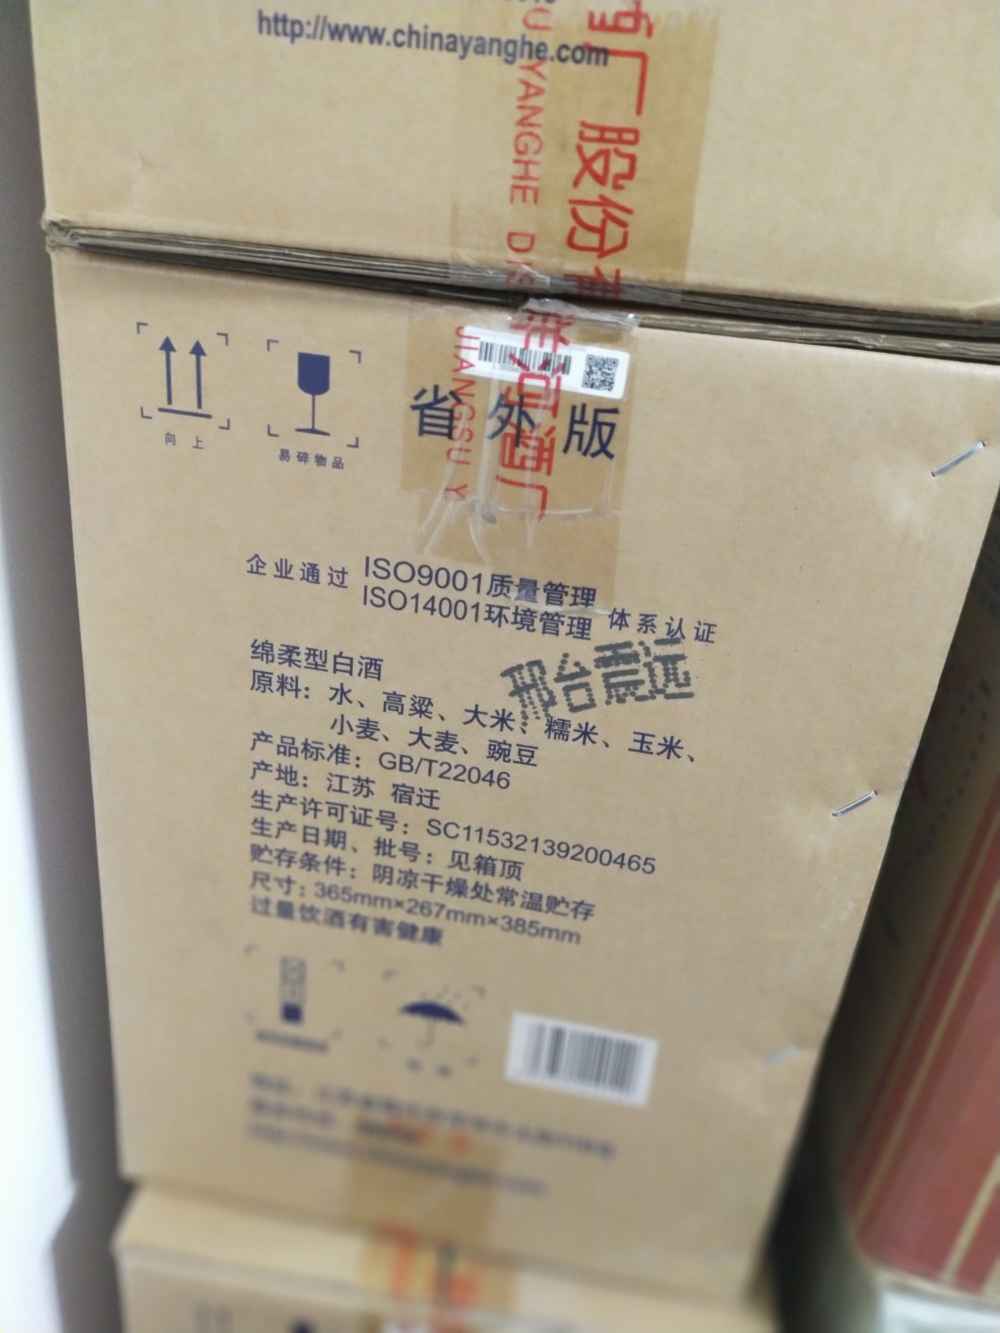 http://www.chinayanghe.com
厂股份有
YANGHE
洋河酒厂
JIANGSU Y
省外版
向上
易碎物品
企业通过 ISO9001质量管理
ISO14001环境管理 体系认证
邢台震远
绵柔型白酒
原料：水、高粱、大米、糯米、玉米、
小麦、大麦、豌豆
产品标准：GB/T22046
产地：江苏 宿迁
生产许可证号：SC11532139200465
生产日期、批号：见箱顶
贮存条件：阴凉干燥处常温贮存
尺寸：365mm×267mm×385mm
过量饮酒有害健康